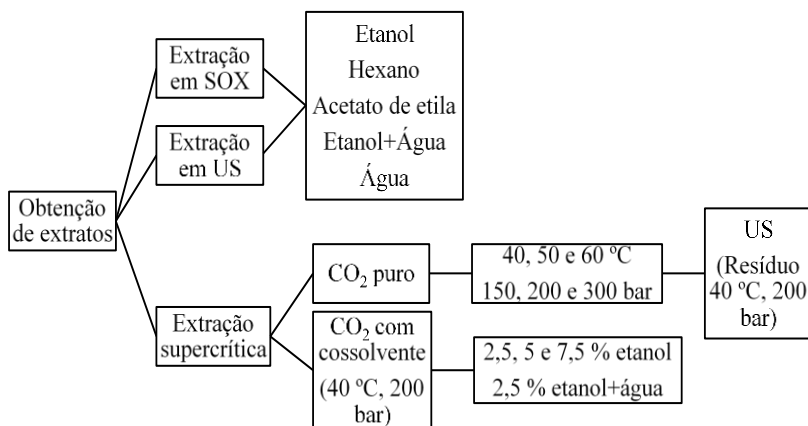 Obtenção
de extratos
Extração
em SOX
Extração
em US
Etanol
Hexano
Acetato de etila
Etanol+Água
Água
Extração
supercrítica
CO₂ puro
40, 50 e 60 ºC
150, 200 e 300 bar
US
(Resíduo
40 ºC, 200
bar)
CO₂ com
cossolvente
(40 ºC, 200
bar)
2,5, 5 e 7,5 % etanol
2,5 % etanol+água